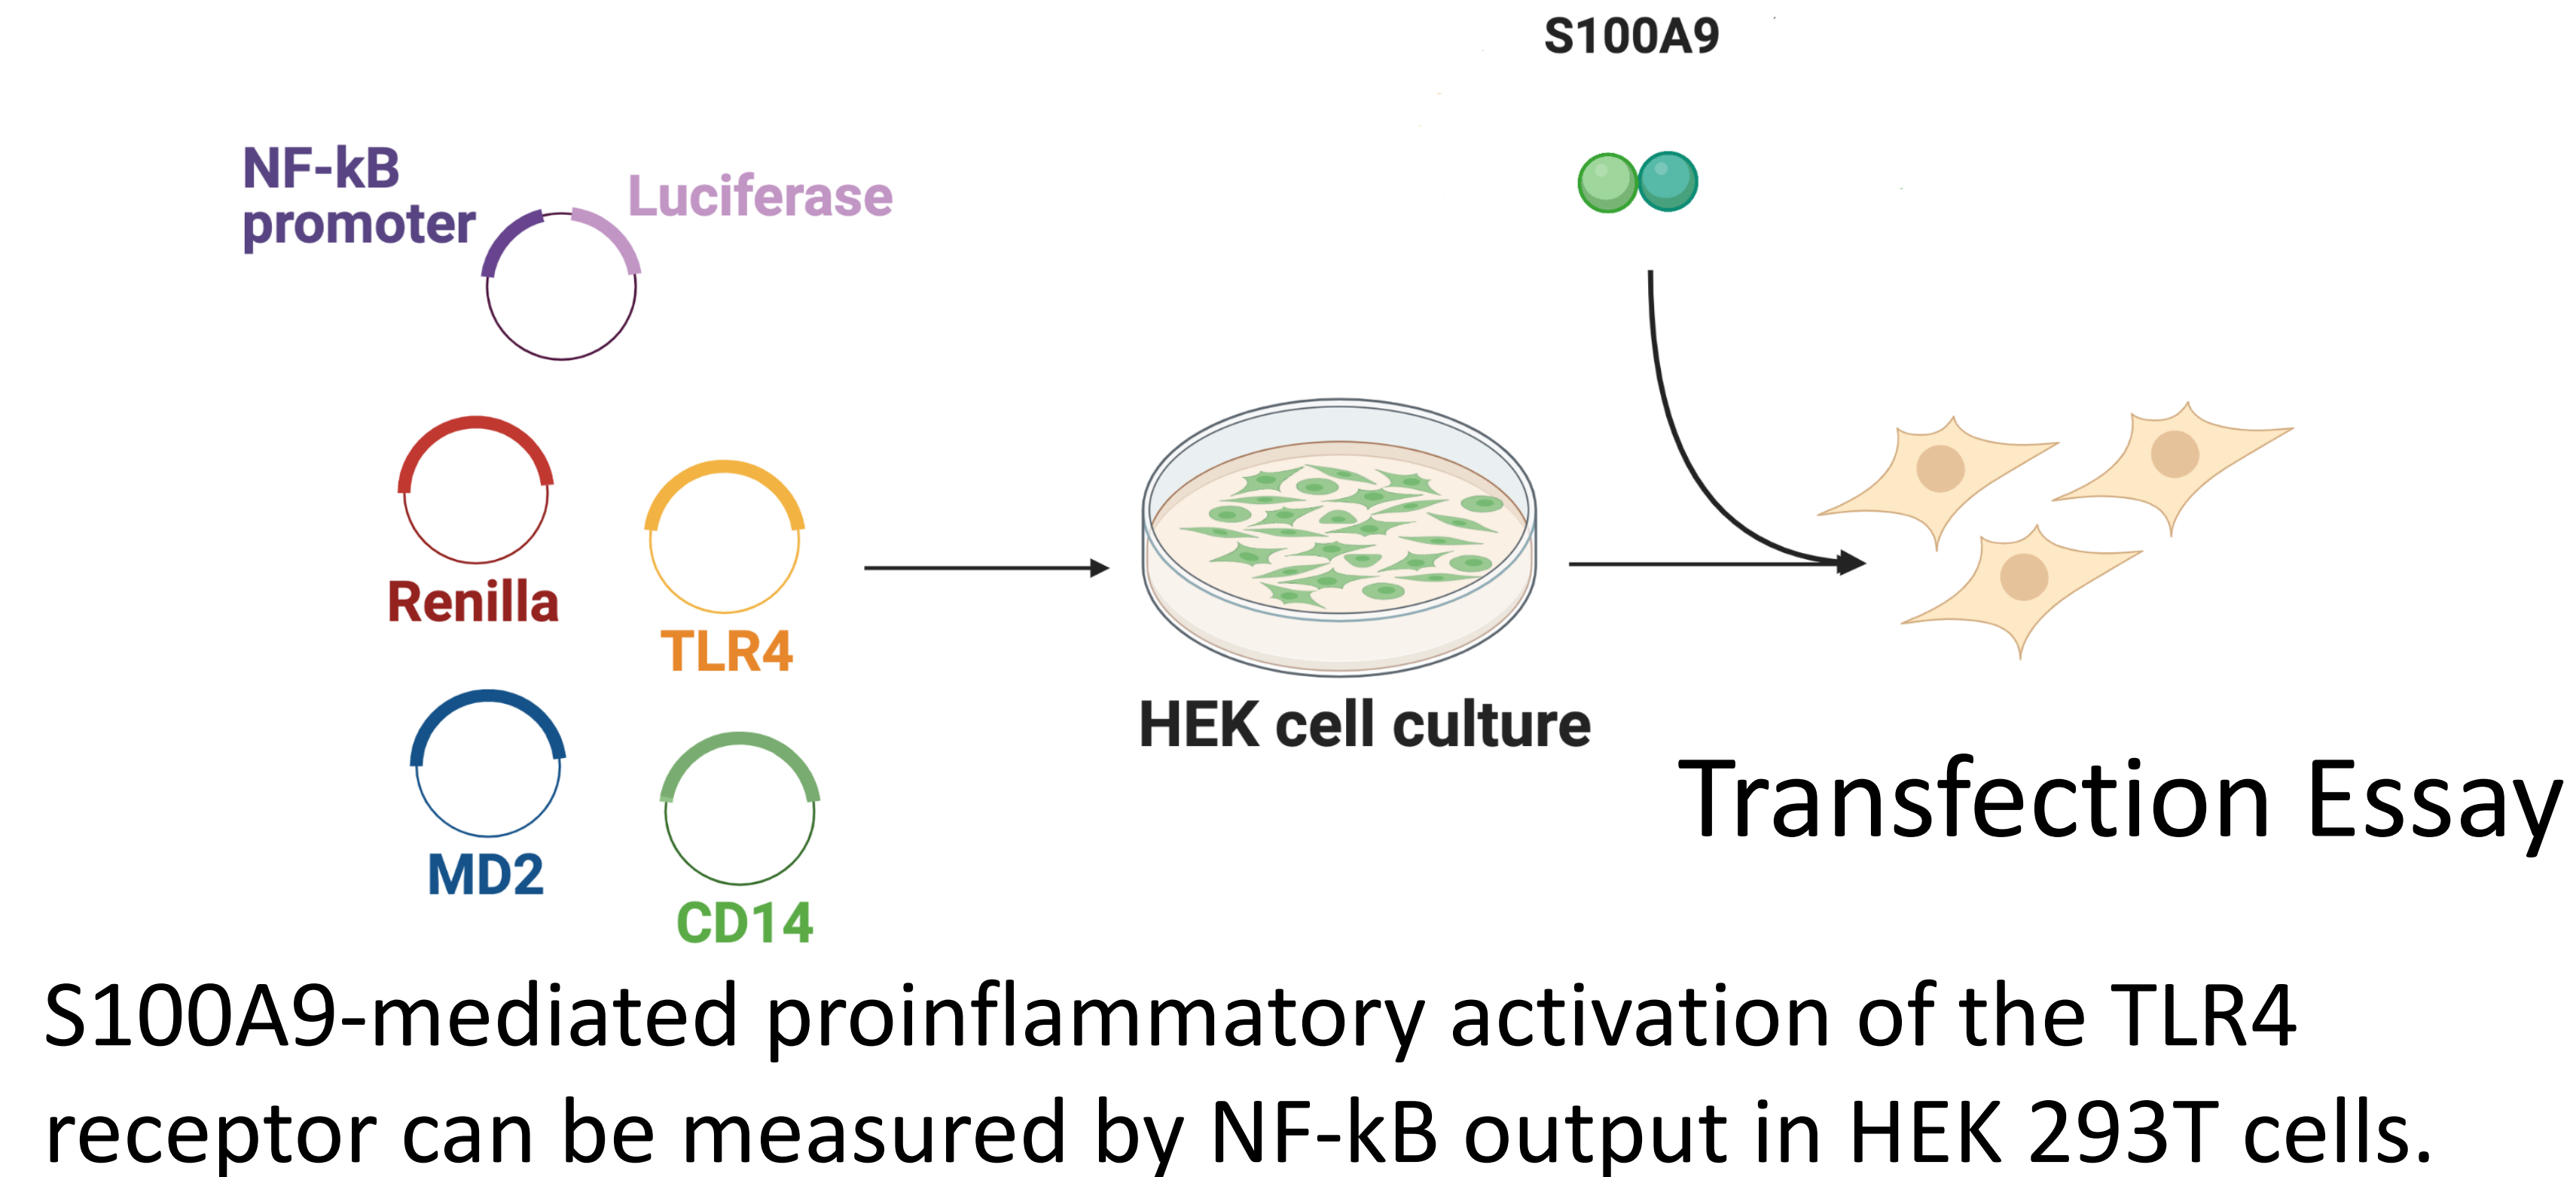 S100A9
NF-kB
promoter
Luciferase
Renilla
TLR4
MD2
CD14
HEK cell culture
Transfection Essay
S100A9-mediated proinflammatory activation of the TLR4
receptor can be measured by NF-kB output in HEK 293T cells.